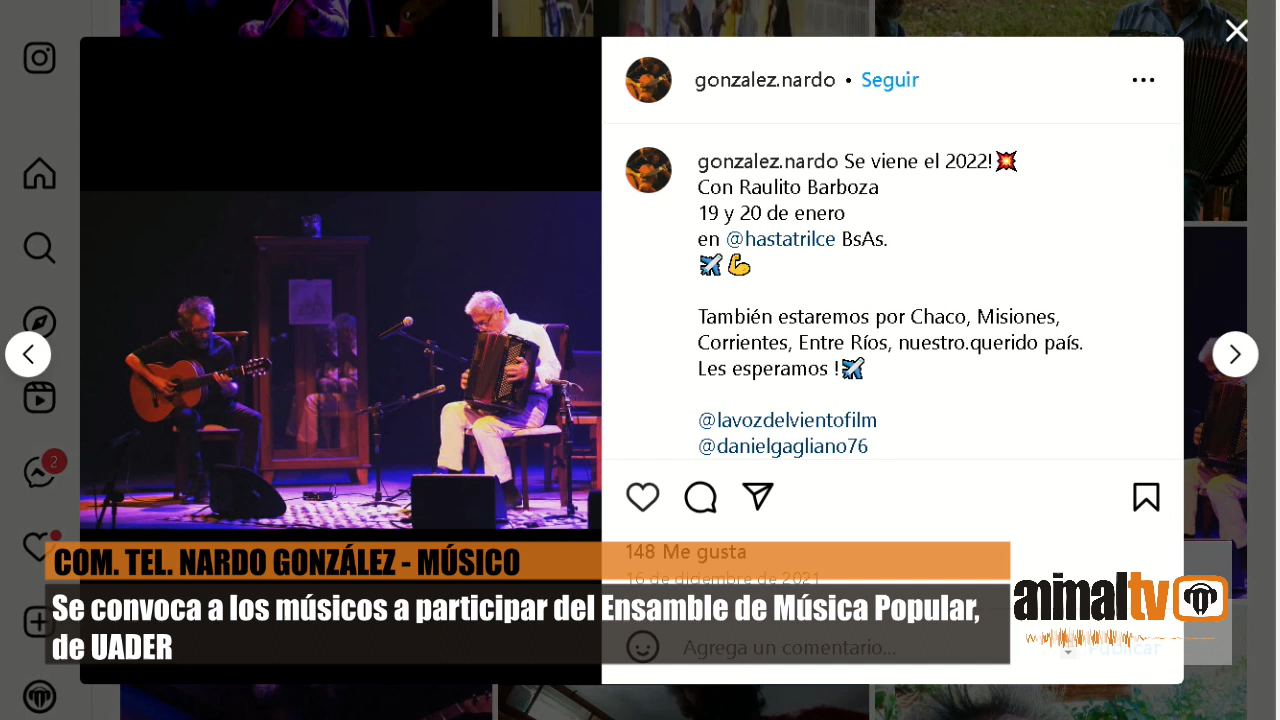 gonzalez.nardo • Seguir
gonzalez.nardo Se viene el 2022!💥
Con Raulito Barboza
19 y 20 de enero
en @hastatrilce BsAs.
✈️💪
También estaremos por Chaco, Misiones,
Corrientes, Entre Ríos, nuestro.querido país.
Les esperamos !✈️
@lavozdelvientofilm
@danielgagliano76
2
148 Me gusta
16 de diciembre de 2021
COM. TEL. NARDO GONZÁLEZ - MÚSICO
Se convoca a los músicos a participar del Ensamble de Música Popular,
de UADER
animaltv
Agrega un comentario...
Publicar